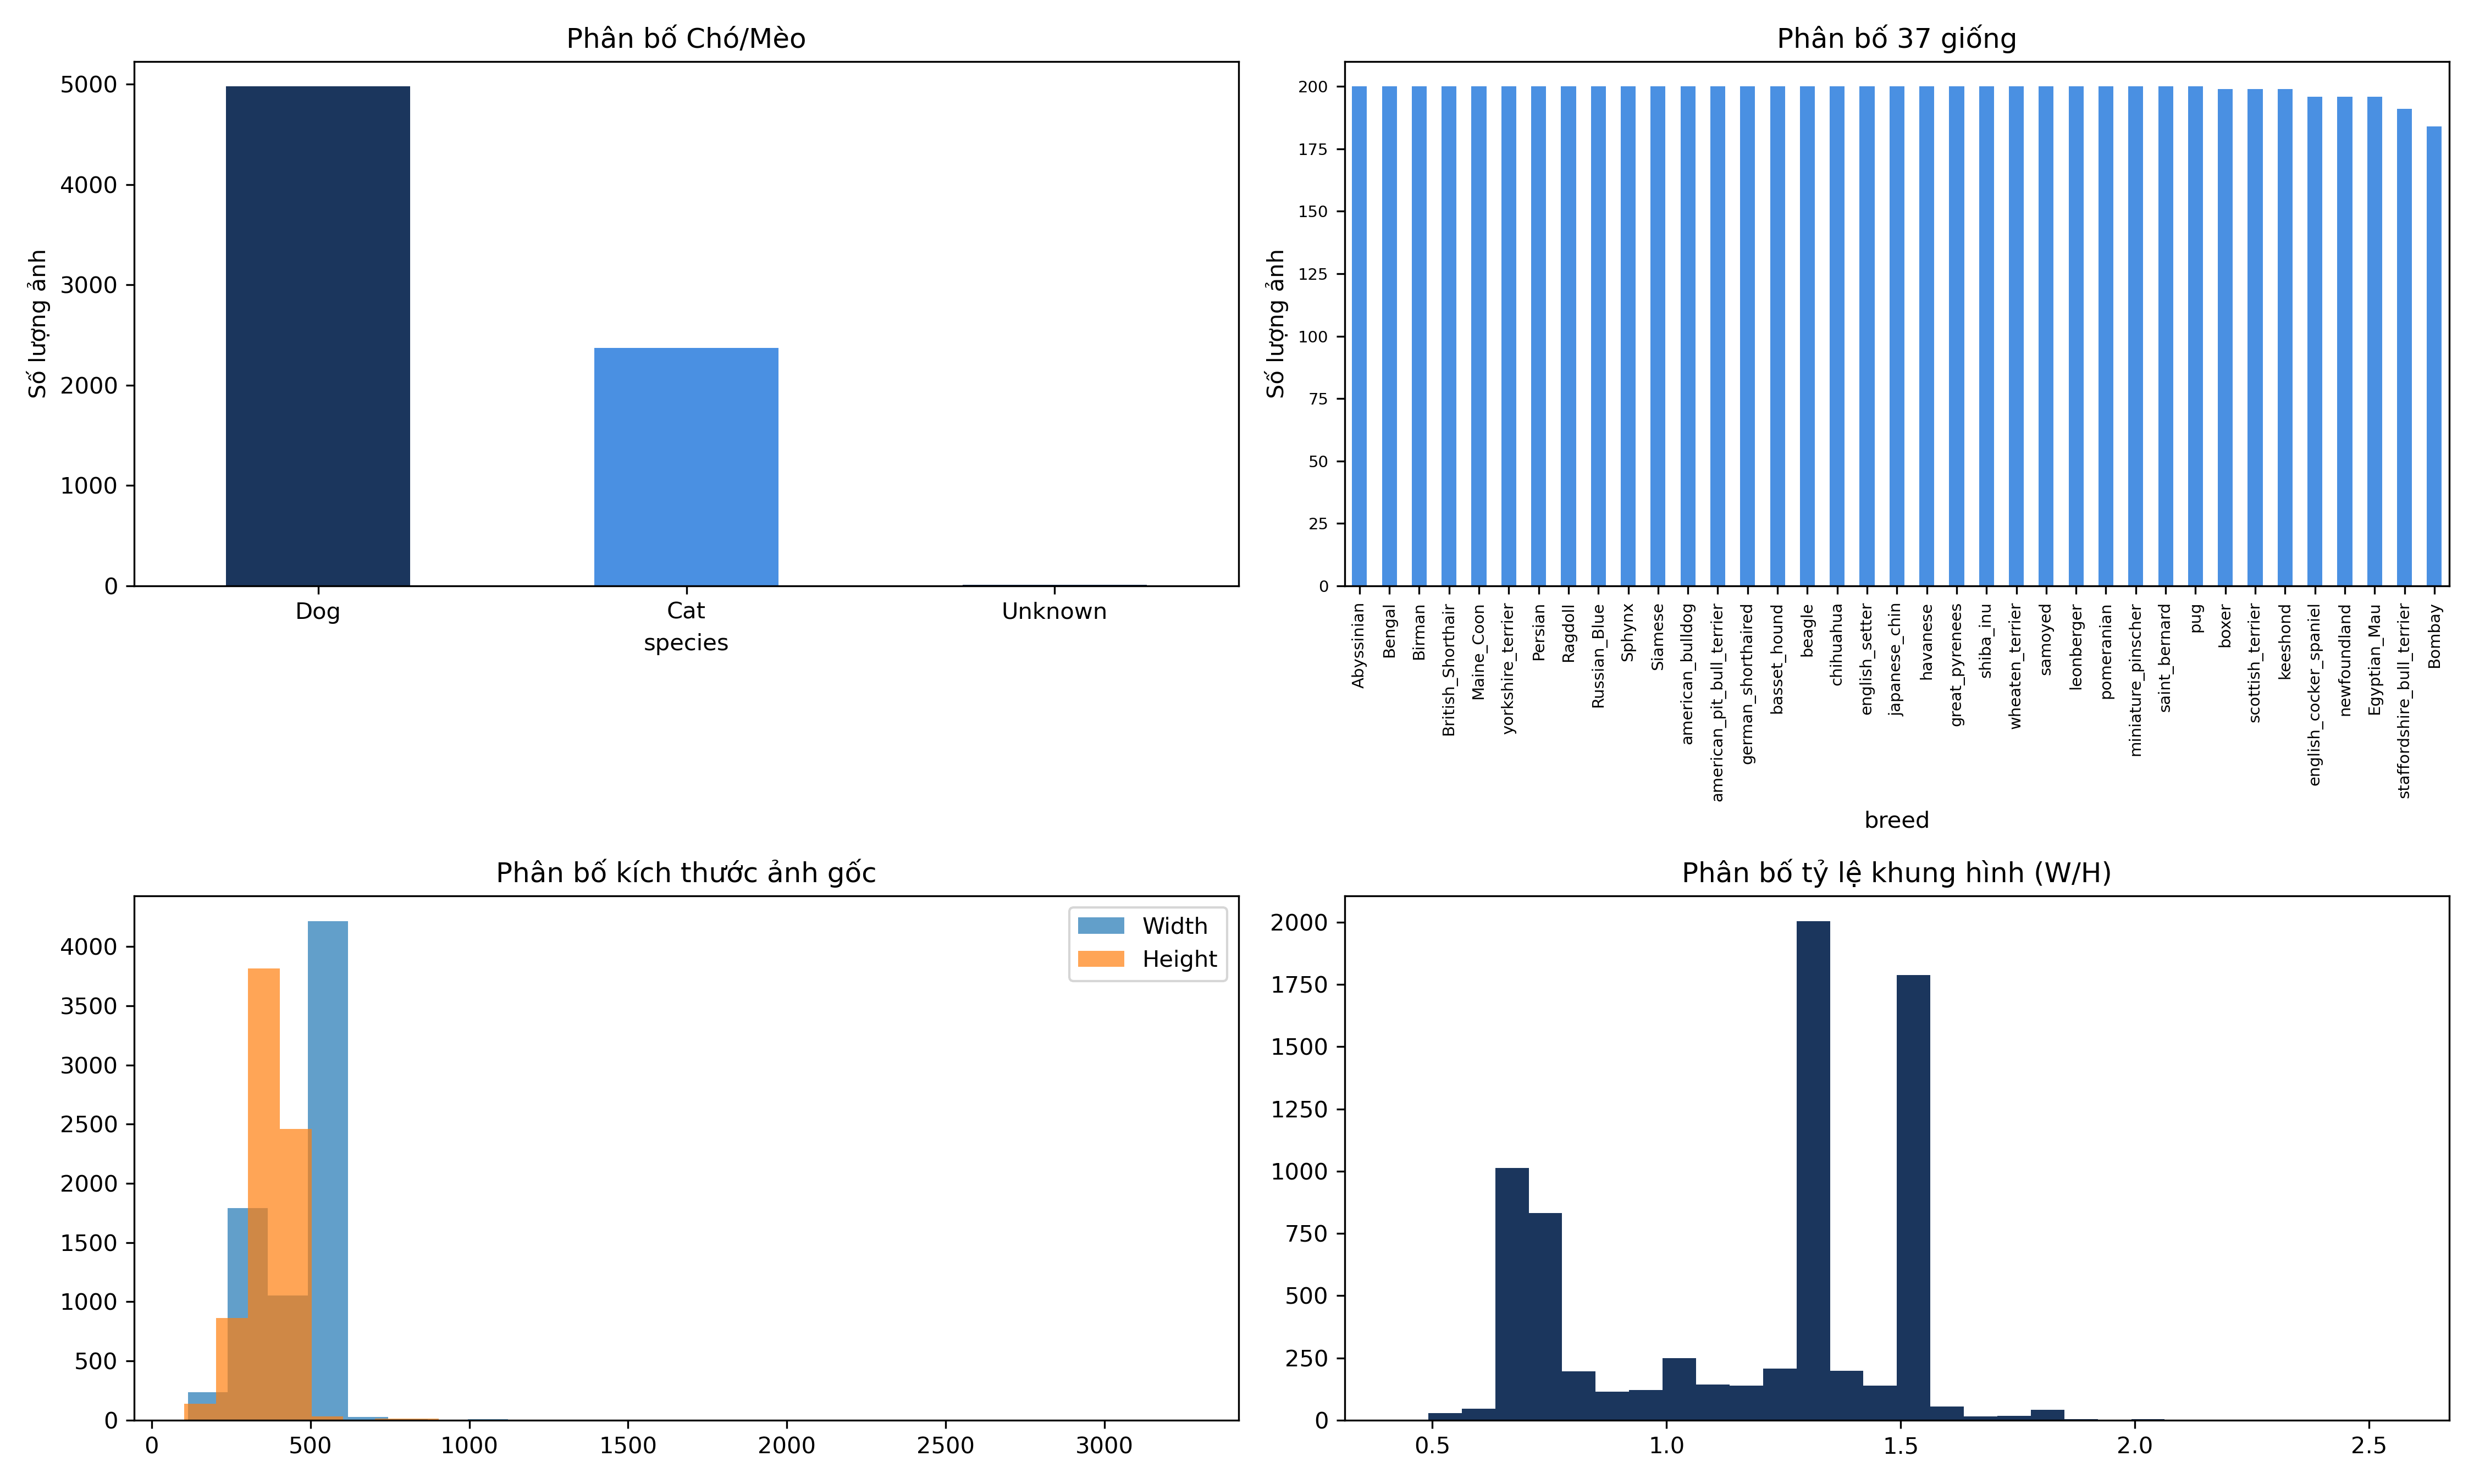 Phân bố Chó/Mèo
Số lượng ảnh
5000
4000
3000
2000
1000
0
Dog
Cat
Unknown
species
Phân bố 37 giống
Số lượng ảnh
200
175
150
125
100
75
50
25
0
Abyssinian
Bengal
Birman
British_Shorthair
Maine_Coon
yorkshire_terrier
Persian
Ragdoll
Russian_Blue
Sphynx
Siamese
american_bulldog
american_pit_bull_terrier
german_shorthaired
basset_hound
beagle
chihuahua
english_setter
japanese_chin
havanese
great_pyrenees
shiba_inu
wheaten_terrier
samoyed
leonberger
pomeranian
miniature_pinscher
saint_bernard
pug
boxer
scottish_terrier
keeshond
english_cocker_spaniel
newfoundland
Egyptian_Mau
staffordshire_bull_terrier
Bombay
breed
Phân bố kích thước ảnh gốc
Width
Height
4000
3500
3000
2500
2000
1500
1000
500
0
0
500
1000
1500
2000
2500
3000
Phân bố tỷ lệ khung hình (W/H)
2000
1750
1500
1250
1000
750
500
250
0
0.5
1.0
1.5
2.0
2.5